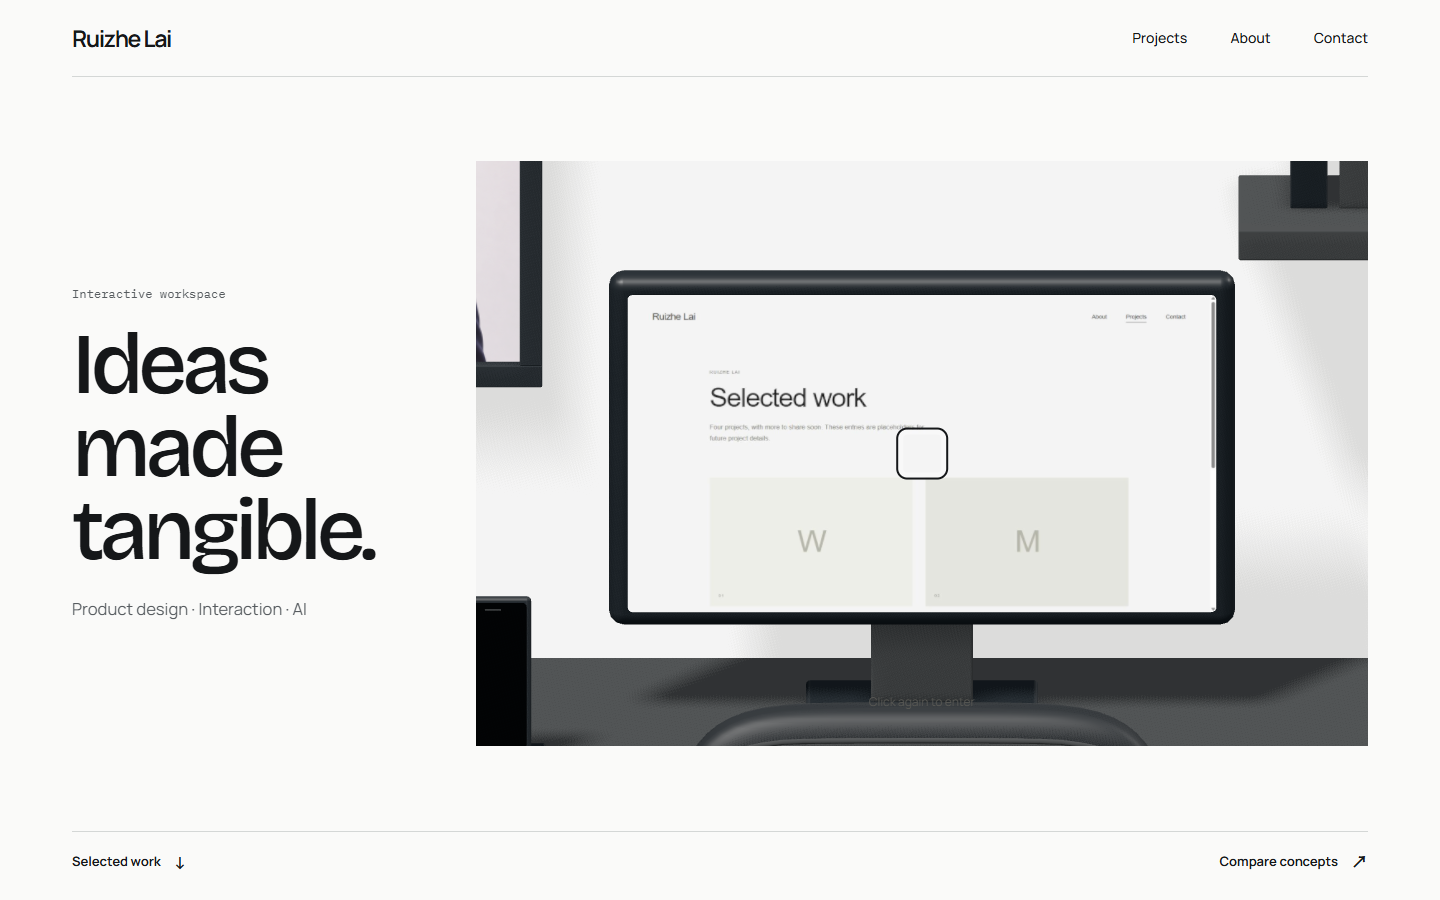 Ruizhe Lai
Projects
About
Contact
Interactive workspace
Ideas
made
tangible.
Product design · Interaction · AI
Ruizhe Lai
About
Projects
Contact
RUIZHE LAI
Selected work
Four projects, with more to share soon. These entries are placeholders for
future project details.
W
M
Click again to enter
Selected work ↓
Compare concepts ↗